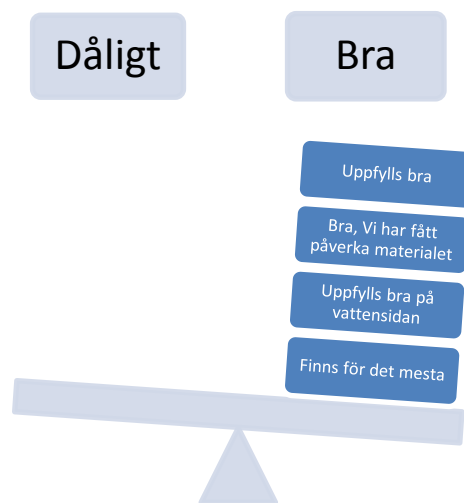 Dåligt
Bra
Uppfylls bra
Bra, Vi har fått
påverka materialet
Uppfylls bra på
vattensidan
Finns för det mesta